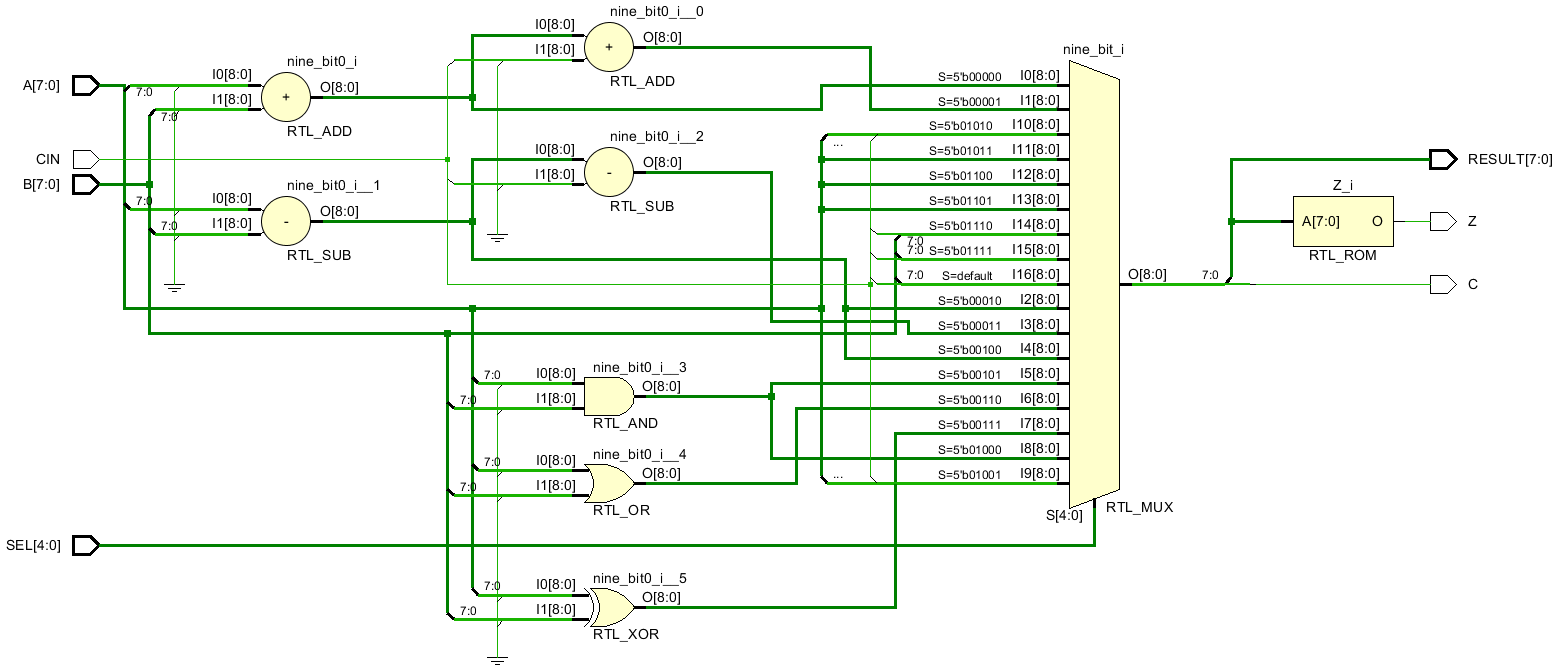 nine_bit0_i__0
I0[8:0]
I1[8:0]
+
O[8:0]
RTL_ADD
nine_bit_i
nine_bit0_i
A[7:0]
7:0
7:0
I0[8:0]
I1[8:0]
+
O[8:0]
RTL_ADD
CIN
B[7:0]
nine_bit0_i__2
I0[8:0]
I1[8:0]
-
O[8:0]
RTL_SUB
nine_bit0_i__1
7:0
7:0
I0[8:0]
I1[8:0]
-
O[8:0]
RTL_SUB
S=5'b00000 I0[8:0]
S=5'b00001 I1[8:0]
S=5'b01010 I10[8:0]
...
S=5'b01011 I11[8:0]
S=5'b01100 I12[8:0]
S=5'b01101 I13[8:0]
S=5'b01110 I14[8:0]
7:0
7:0 S=5'b01111 I15[8:0]
7:0 S=default I16[8:0]
S=5'b00010 I2[8:0]
S=5'b00011 I3[8:0]
S=5'b00100 I4[8:0]
S=5'b00101 I5[8:0]
S=5'b00110 I6[8:0]
S=5'b00111 I7[8:0]
S=5'b01000 I8[8:0]
... S=5'b01001 I9[8:0]
S[4:0]
RTL_MUX
O[8:0]
7:0
RESULT[7:0]
Z_i
A[7:0] O
RTL_ROM
Z
C
nine_bit0_i__3
7:0
7:0
I0[8:0]
I1[8:0]
O[8:0]
RTL_AND
nine_bit0_i__4
7:0
7:0
I0[8:0]
I1[8:0]
O[8:0]
RTL_OR
SEL[4:0]
nine_bit0_i__5
7:0
7:0
I0[8:0]
I1[8:0]
O[8:0]
RTL_XOR